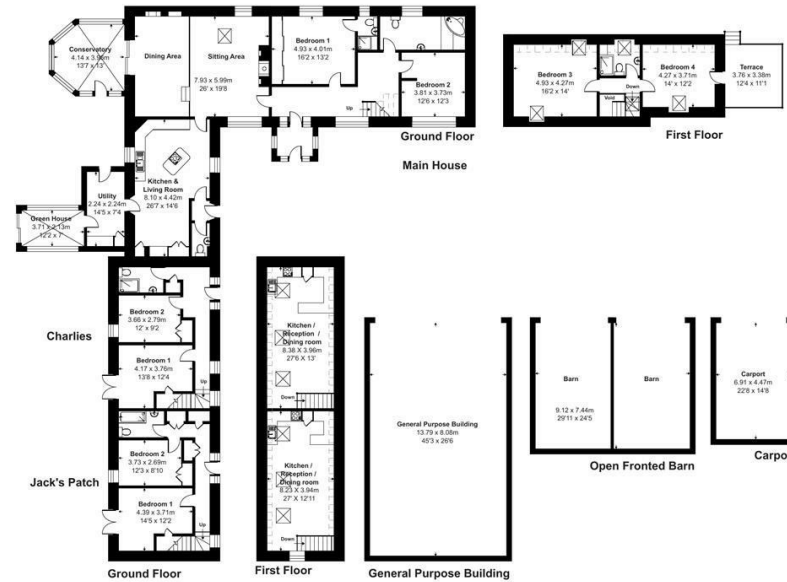 Conservatory
4.14 x 3.96m
13'7 x 13'
Dining Area
Sitting Area
7.93 x 5.99m
26' x 19'8
Bedroom 1
4.93 x 4.01m
16'2 x 13'2
Bedroom 2
3.81 x 3.73m
12'6 x 12'3
Up
Ground Floor
Main House
Bedroom 3
4.93 x 4.27m
16'2 x 14'
Void
Down
Bedroom 4
4.27 x 3.71m
14' x 12'2
Terrace
3.76 x 3.38m
12'4 x 11'1
First Floor
Kitchen &
Living Room
8.10 x 4.42m
26'7 x 14'6
Utility
2.24 x 2.24m
14'5 x 7'4
Green House
3.71 x 2.13m
12'2 x 7'
Charlies
Bedroom 2
3.66 x 2.79m
12' x 9'2
Bedroom 1
4.17 x 3.76m
13'8 x 12'4
Up
Jack's Patch
Bedroom 2
3.73 x 2.69m
12'3 x 8'10
Bedroom 1
4.39 x 3.71m
14'5 x 12'2
Up
Ground Floor
Kitchen /
Reception /
Dining room
8.38 X 3.96m
27'6 X 13'
Down
Kitchen /
Reception /
Dining room
8.23 X 3.94m
27' X 12'11
Down
First Floor
General Purpose Building
13.79 x 8.08m
45'3 x 26'6
General Purpose Building
Barn
9.12 x 7.44m
29'11 x 24'5
Barn
Open Fronted Barn
Carport
6.91 x 4.47m
22'8 x 14'8
Carpo